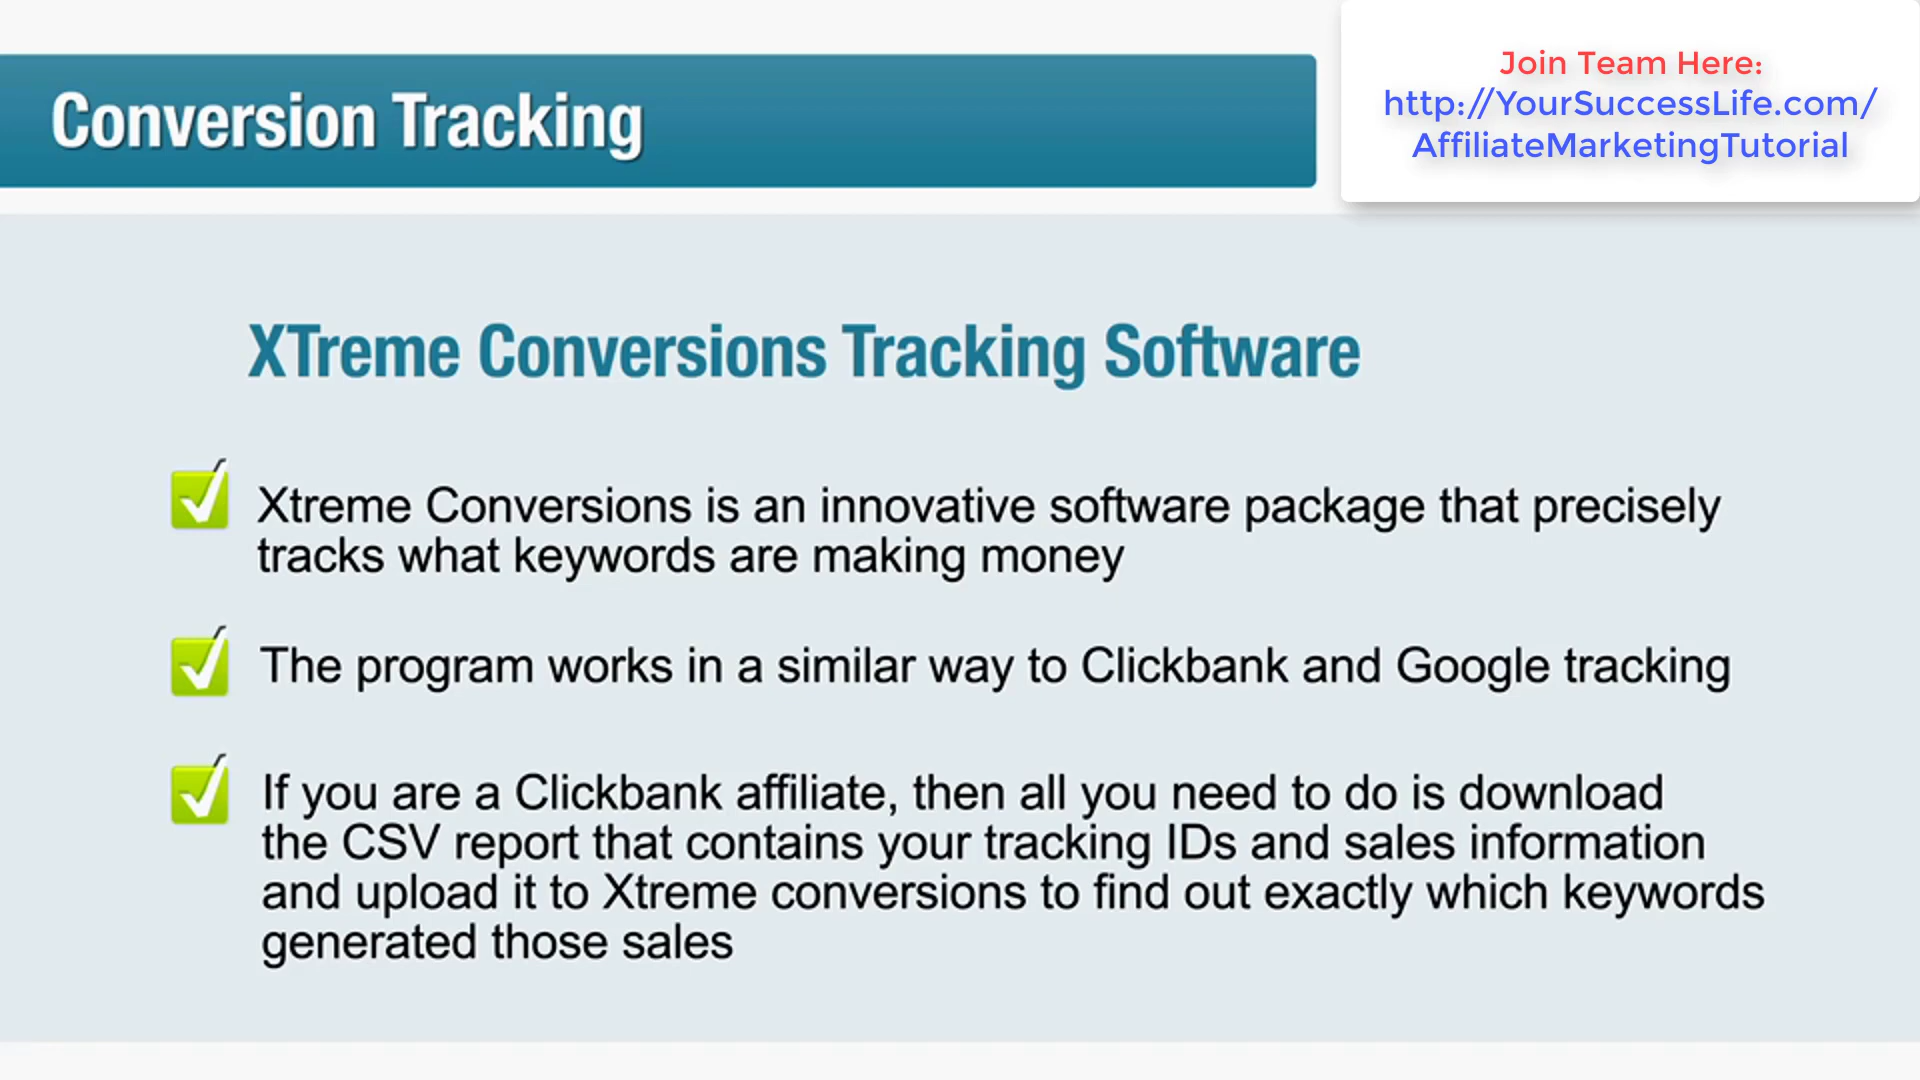 Conversion Tracking
Join Team Here:
http://YourSuccessLife.com/
AffiliateMarketingTutorial
XTreme Conversions Tracking Software
Xtreme Conversions is an innovative software package that precisely
tracks what keywords are making money
The program works in a similar way to Clickbank and Google tracking
If you are a Clickbank affiliate, then all you need to do is download
the CSV report that contains your tracking IDs and sales information
and upload it to Xtreme conversions to find out exactly which keywords
generated those sales